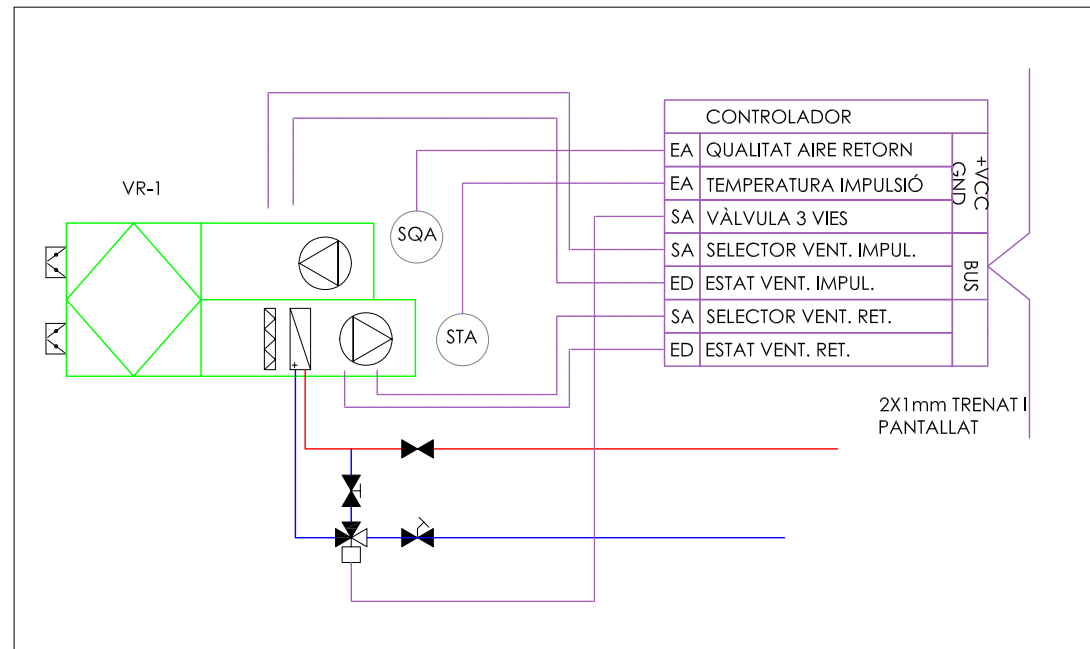 CONTROLADOR
EA QUALITAT AIRE RETORN
EA TEMPERATURA IMPULSIÓ
SA VÀLVULA 3 VIES
SA SELECTOR VENT. IMPUL.
ED ESTAT VENT. IMPUL.
SA SELECTOR VENT. RET.
ED ESTAT VENT. RET.
+VCC
GND
BUS
VR-1
SQA
STA
+
2X1mm TRENAT I
PANTALLAT